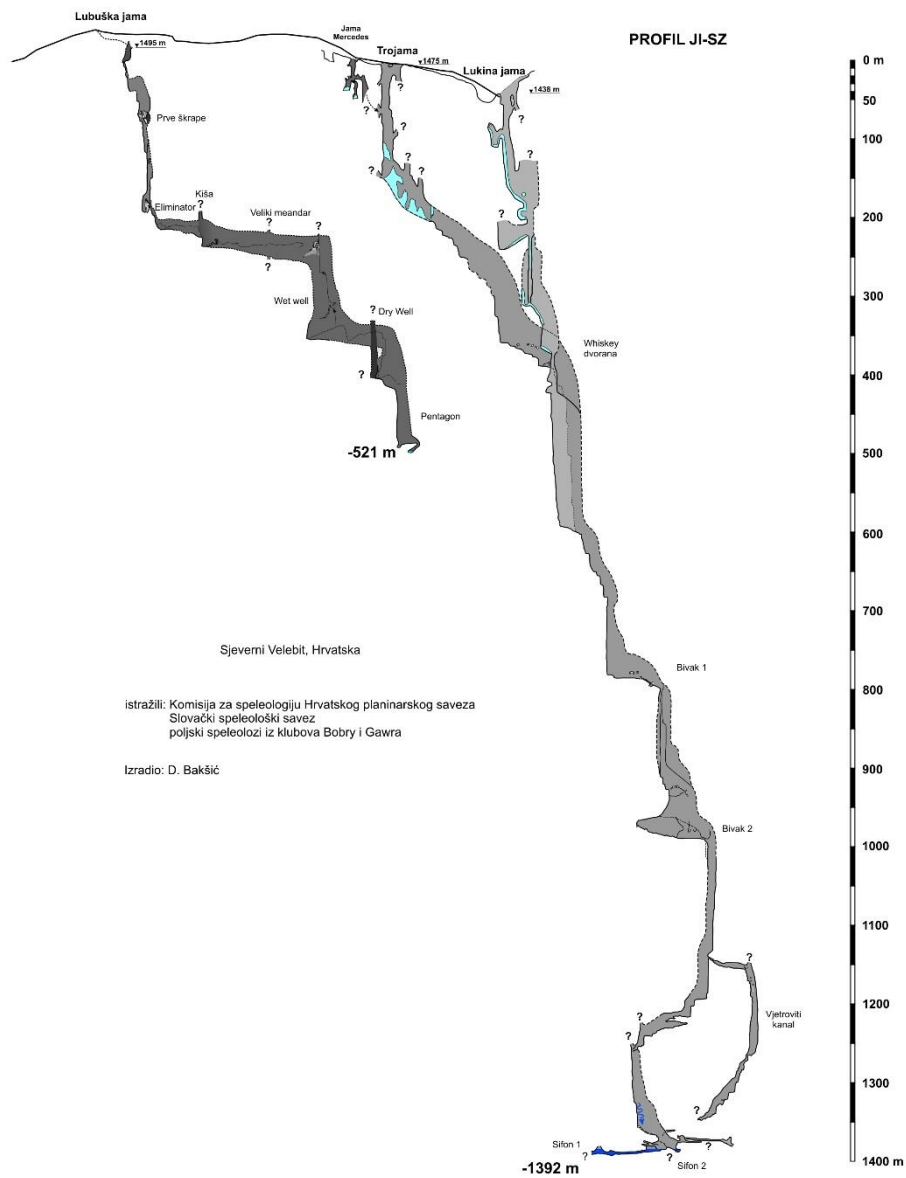 Lubuška jama
1495 m
Jama
Mercedes
Trojama
1475 m
Lukina jama
1438 m
PROFIL JI-SZ
0 m
50
100
200
300
400
500
600
700
800
900
1000
1100
1200
1300
1400 m
Prve škrape
?
?
?
?
?
?
?
?
Kiša
Eliminator
?
Veliki meandar
?
?
?
?
?
Wet well
? Dry Well
?
Whiskey
dvorana
Pentagon
-521 m
Sjeverni Velebit, Hrvatska
istražili: Komisija za speleologiju Hrvatskog planinarskog saveza
Slovački speleološki savez
poljski speleolozi iz klubova Bobry i Gawra
Izradio: D. Bakšić
Bivak 1
Bivak 2
?
Vjetroviti
kanal
?
?
?
Sifon 1
?
?
?
Sifon 2
-1392 m